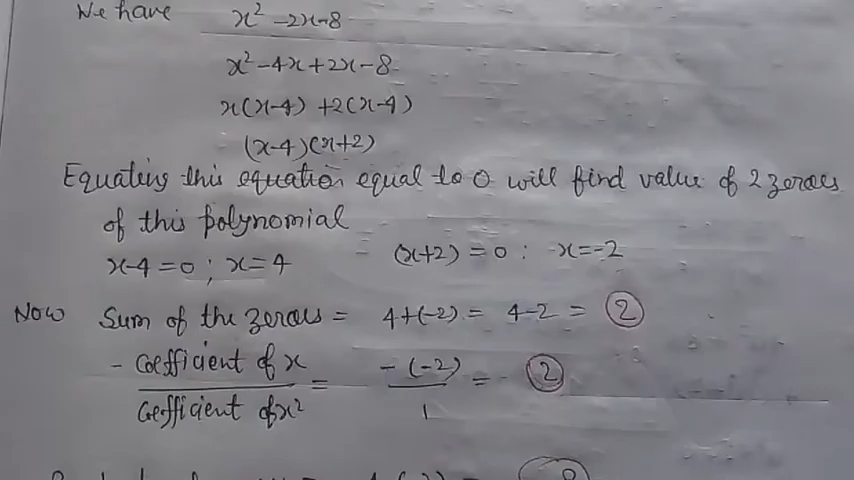 We have x² -2x-8
x² -4x+2x-8
x(x-4) +2(x-4)
(x-4)(x+2)
Equating this equation equal to 0 will find value of 2 zeroes
of this polynomial
x-4=0 ; x=4 (x+2) = 0 : x=-2
Now Sum of the zeroes = 4+(-2) = 4-2 = 2
- Coefficient of x / Coefficient of x² = -(-2) / 1 = 2